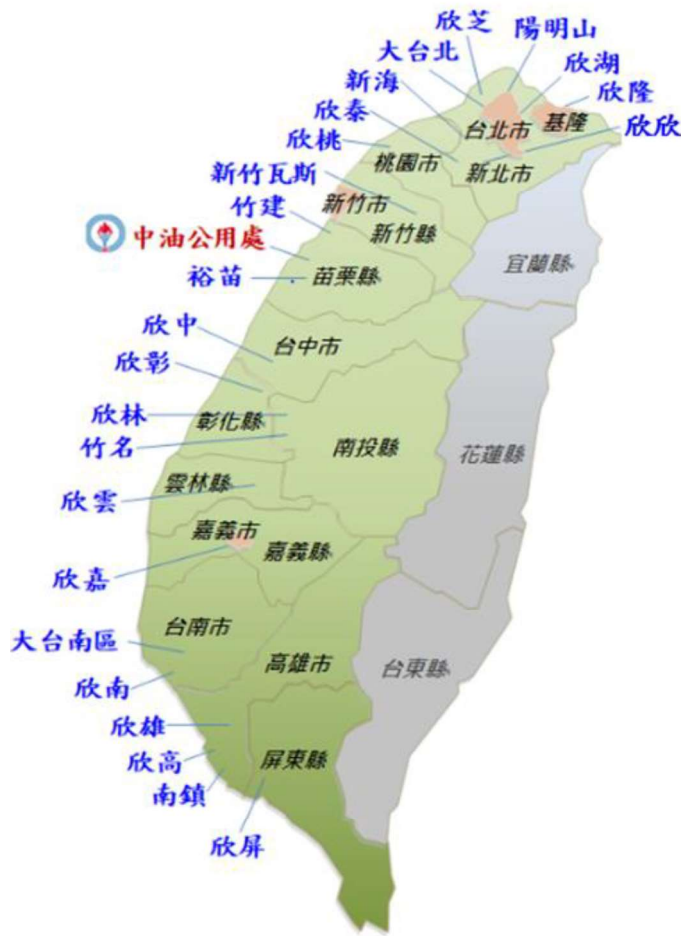 欣芝
陽明山
大台北
欣湖
新海
欣隆
欣泰
台北市
基隆
欣欣
欣桃
桃園市
新北市
新竹瓦斯
新竹市
竹建
新竹縣
中油公用處
宜蘭縣
裕苗
苗栗縣
欣中
台中市
欣彰
欣林
彰化縣
竹名
南投縣
花蓮縣
雲林縣
欣雲
嘉義市
嘉義縣
欣嘉
台南市
大台南區
高雄市
台東縣
欣南
欣雄
欣高
屏東縣
南鎮
欣屏